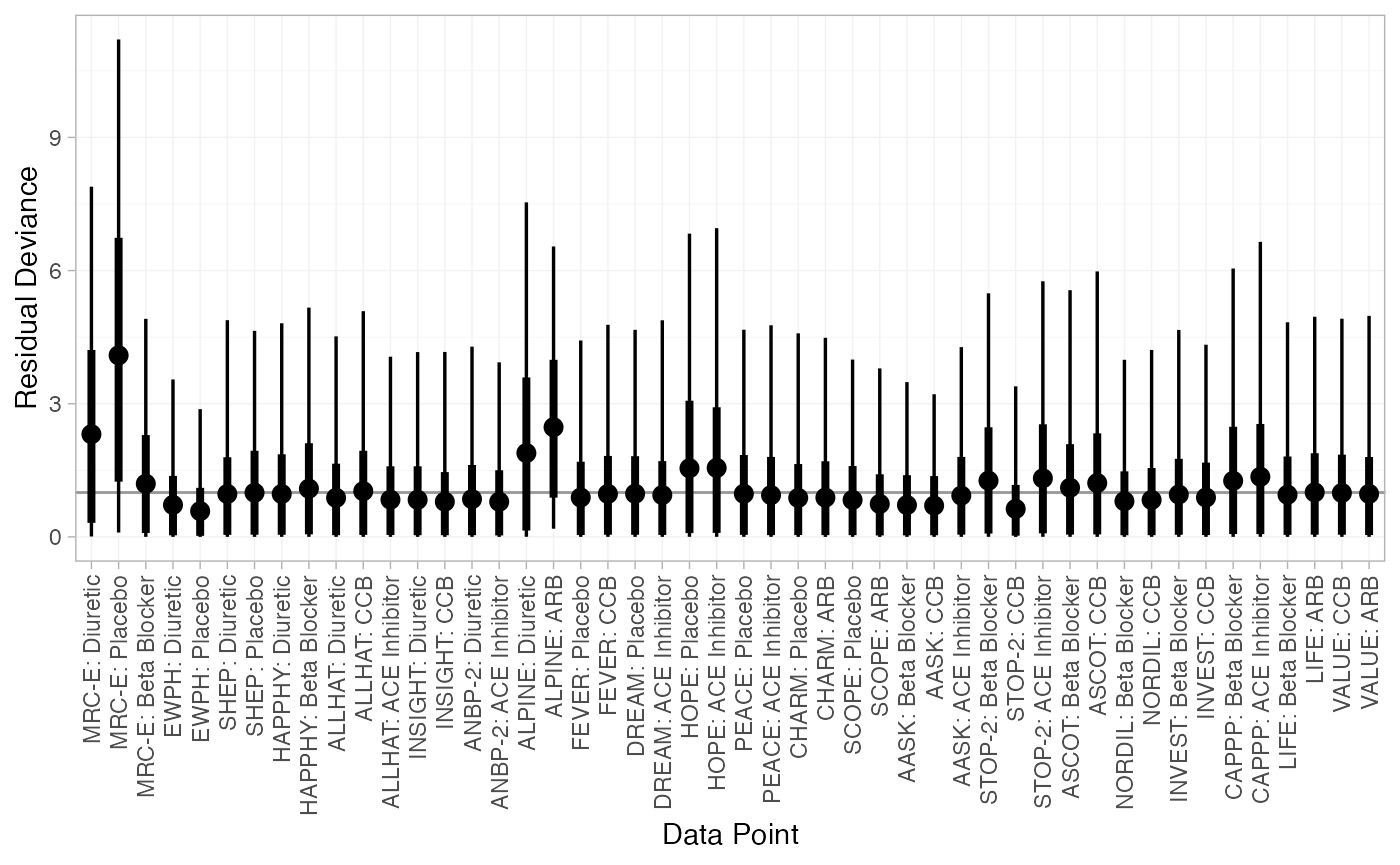 Residual Deviance
9
6
3
0
MRC-E: Diuretic
MRC-E: Placebo
MRC-E: Beta Blocker
EWPH: Diuretic
EWPH: Placebo
SHEP: Diuretic
SHEP: Placebo
HAPPHY: Diuretic
HAPPHY: Beta Blocker
ALLHAT: Diuretic
ALLHAT: CCB
ALLHAT: ACE Inhibitor
INSIGHT: Diuretic
INSIGHT: CCB
ANBP-2: Diuretic
ANBP-2: ACE Inhibitor
ALPINE: Diuretic
ALPINE: ARB
FEVER: Placebo
FEVER: CCB
DREAM: Placebo
DREAM: ACE Inhibitor
HOPE: Placebo
HOPE: ACE Inhibitor
PEACE: Placebo
PEACE: ACE Inhibitor
CHARM: Placebo
CHARM: ARB
SCOPE: Placebo
SCOPE: ARB
AASK: Beta Blocker
AASK: CCB
AASK: ACE Inhibitor
STOP-2: Beta Blocker
STOP-2: CCB
STOP-2: ACE Inhibitor
ASCOT: Beta Blocker
ASCOT: CCB
NORDIL: Beta Blocker
NORDIL: CCB
INVEST: Beta Blocker
INVEST: CCB
CAPPP: Beta Blocker
CAPPP: ACE Inhibitor
LIFE: Beta Blocker
LIFE: ARB
VALUE: CCB
VALUE: ARB
Data Point